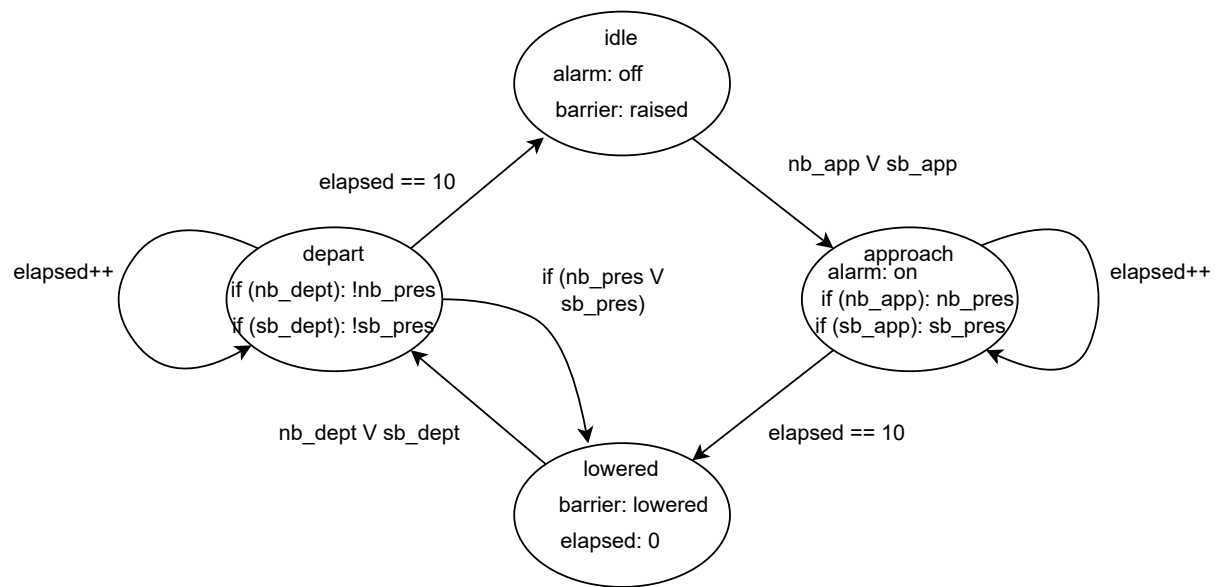 idle
alarm: off
barrier: raised
nb_app V sb_app
elapsed == 10
depart
if (nb_dept): !nb_pres
if (sb_dept): !sb_pres
elapsed++
if (nb_pres V
sb_pres)
approach
alarm: on
if (nb_app): nb_pres
if (sb_app): sb_pres
elapsed++
nb_dept V sb_dept
elapsed == 10
lowered
barrier: lowered
elapsed: 0